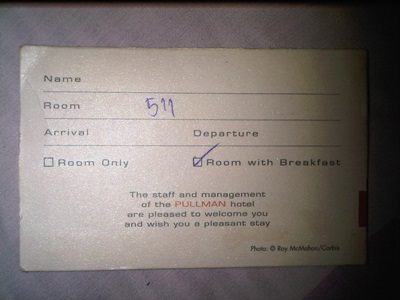 Name
Room 511
Arrival Departure
Room Only Room with Breakfast
The staff and management
of the PULLMAN hotel
are pleased to welcome you
and wish you a pleasant stay
Photo: © Roy McMahon/Corbis